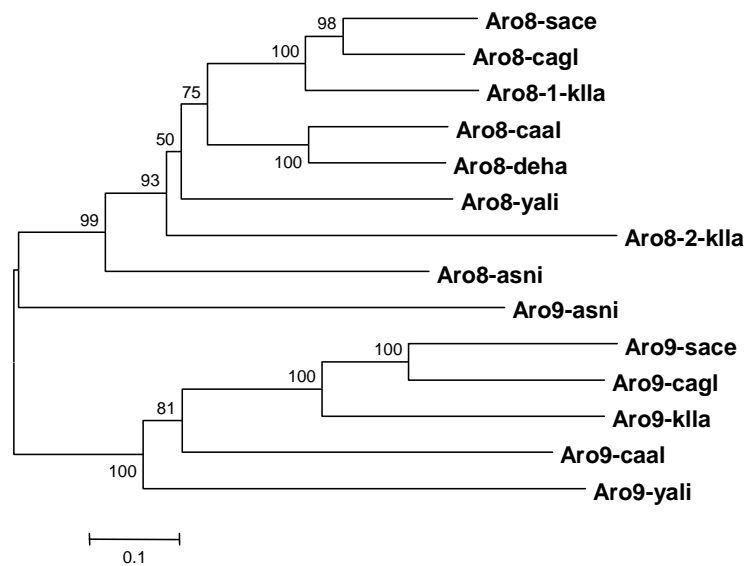 98
Aro8-sace
Aro8-cagl
100
Aro8-1-klla
75
Aro8-caal
50
100
Aro8-deha
93
Aro8-yali
99
Aro8-2-klla
Aro8-asni
Aro9-asni
100
Aro9-sace
100
Aro9-cagl
81
Aro9-klla
100
Aro9-caal
Aro9-yali
0.1